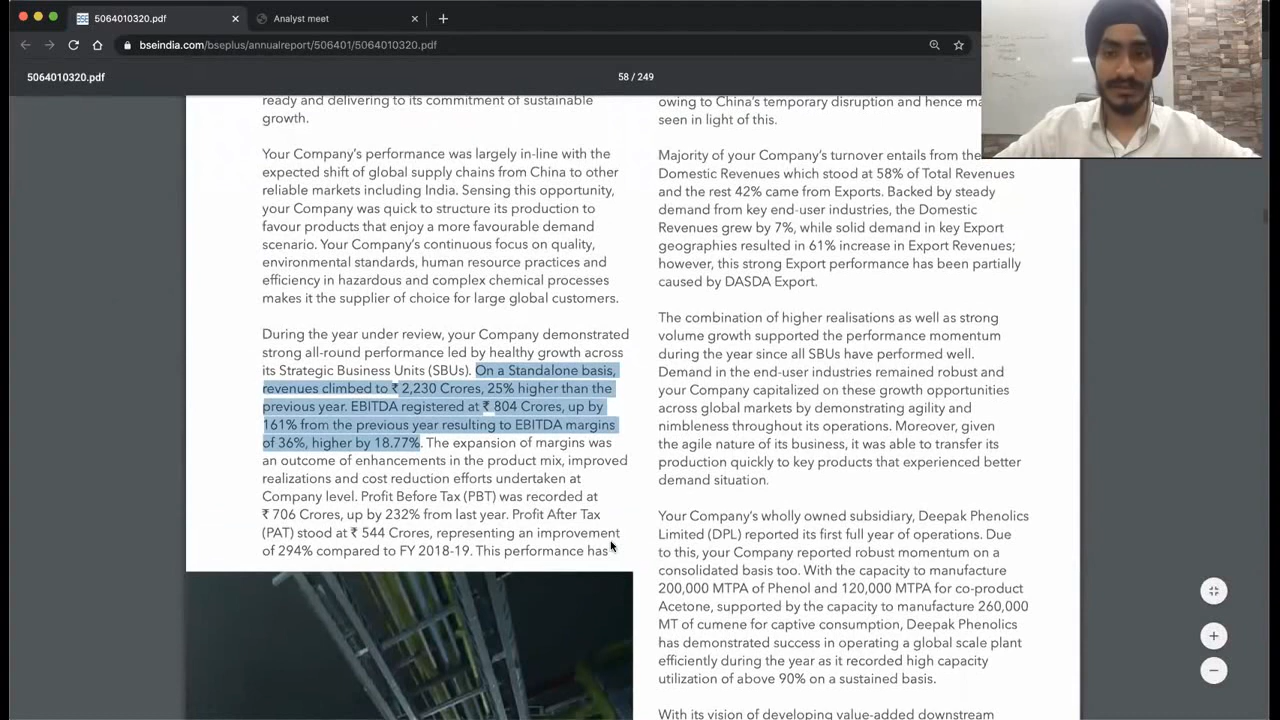 5064010320.pdf
Analyst meet
bseindia.com/bseplus/annualreport/506401/5064010320.pdf
5064010320.pdf
58 / 249
ready and delivering to its commitment of sustainable
growth.
Your Company's performance was largely in-line with the
expected shift of global supply chains from China to other
reliable markets including India. Sensing this opportunity,
your Company was quick to structure its production to
favour products that enjoy a more favourable demand
scenario. Your Company's continuous focus on quality,
environmental standards, human resource practices and
efficiency in hazardous and complex chemical processes
makes it the supplier of choice for large global customers.
During the year under review, your Company demonstrated
strong all-round performance led by healthy growth across
its Strategic Business Units (SBUs). On a Standalone basis,
revenues climbed to ₹ 2,230 Crores, 25% higher than the
previous year. EBITDA registered at ₹ 804 Crores, up by
161% from the previous year resulting to EBITDA margins
of 36%, higher by 18.77%. The expansion of margins was
an outcome of enhancements in the product mix, improved
realizations and cost reduction efforts undertaken at
Company level. Profit Before Tax (PBT) was recorded at
₹ 706 Crores, up by 232% from last year. Profit After Tax
(PAT) stood at ₹ 544 Crores, representing an improvement
of 294% compared to FY 2018-19. This performance has
owing to China's temporary disruption and hence
seen in light of this.
Majority of your Company's turnover entails from the
Domestic Revenues which stood at 58% of Total Revenues
and the rest 42% came from Exports. Backed by steady
demand from key end-user industries, the Domestic
Revenues grew by 7%, while solid demand in key Export
geographies resulted in 61% increase in Export Revenues;
however, this strong Export performance has been partially
caused by DASDA Export.
The combination of higher realisations as well as strong
volume growth supported the performance momentum
during the year since all SBUs have performed well.
Demand in the end-user industries remained robust and
your Company capitalized on these growth opportunities
across global markets by demonstrating agility and
nimbleness throughout its operations. Moreover, given
the agile nature of its business, it was able to transfer its
production quickly to key products that experienced better
demand situation.
Your Company's wholly owned subsidiary, Deepak Phenolics
Limited (DPL) reported its first full year of operations. Due
to this, your Company reported robust momentum on a
consolidated basis too. With the capacity to manufacture
200,000 MTPA of Phenol and 120,000 MTPA for co-product
Acetone, supported by the capacity to manufacture 260,000
MT of cumene for captive consumption, Deepak Phenolics
has demonstrated success in operating a global scale plant
efficiently during the year as it recorded high capacity
utilization of above 90% on a sustained basis.
With its vision of developing value-added downstream